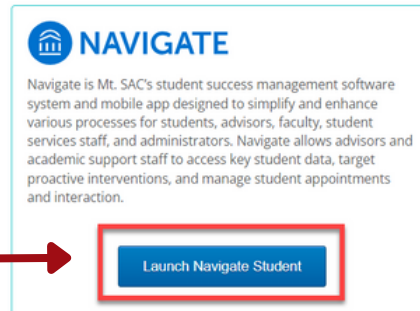 NAVIGATE
Navigate is Mt. SAC's student success management software
system and mobile app designed to simplify and enhance
various processes for students, advisors, faculty, student
services staff, and administrators. Navigate allows advisors and
academic support staff to access key student data, target
proactive interventions, and manage student appointments
and interaction.
Launch Navigate Student